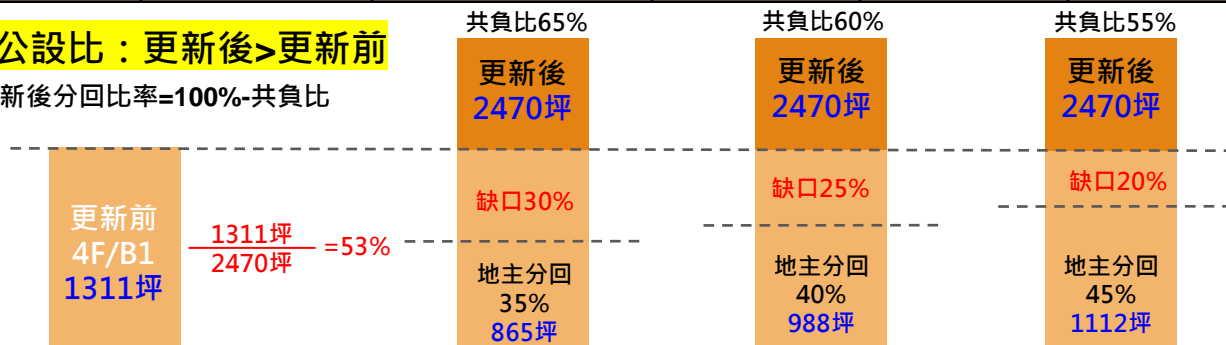 公設比：更新後>更新前
新後分回比率=100%-共負比
更新前
4F/B1
1311坪
1311坪
2470坪
=53%
共負比65%
更新後
2470坪
缺口30%
地主分回
35%
865坪
共負比60%
更新後
2470坪
缺口25%
地主分回
40%
988坪
共負比55%
更新後
2470坪
缺口20%
地主分回
45%
1112坪